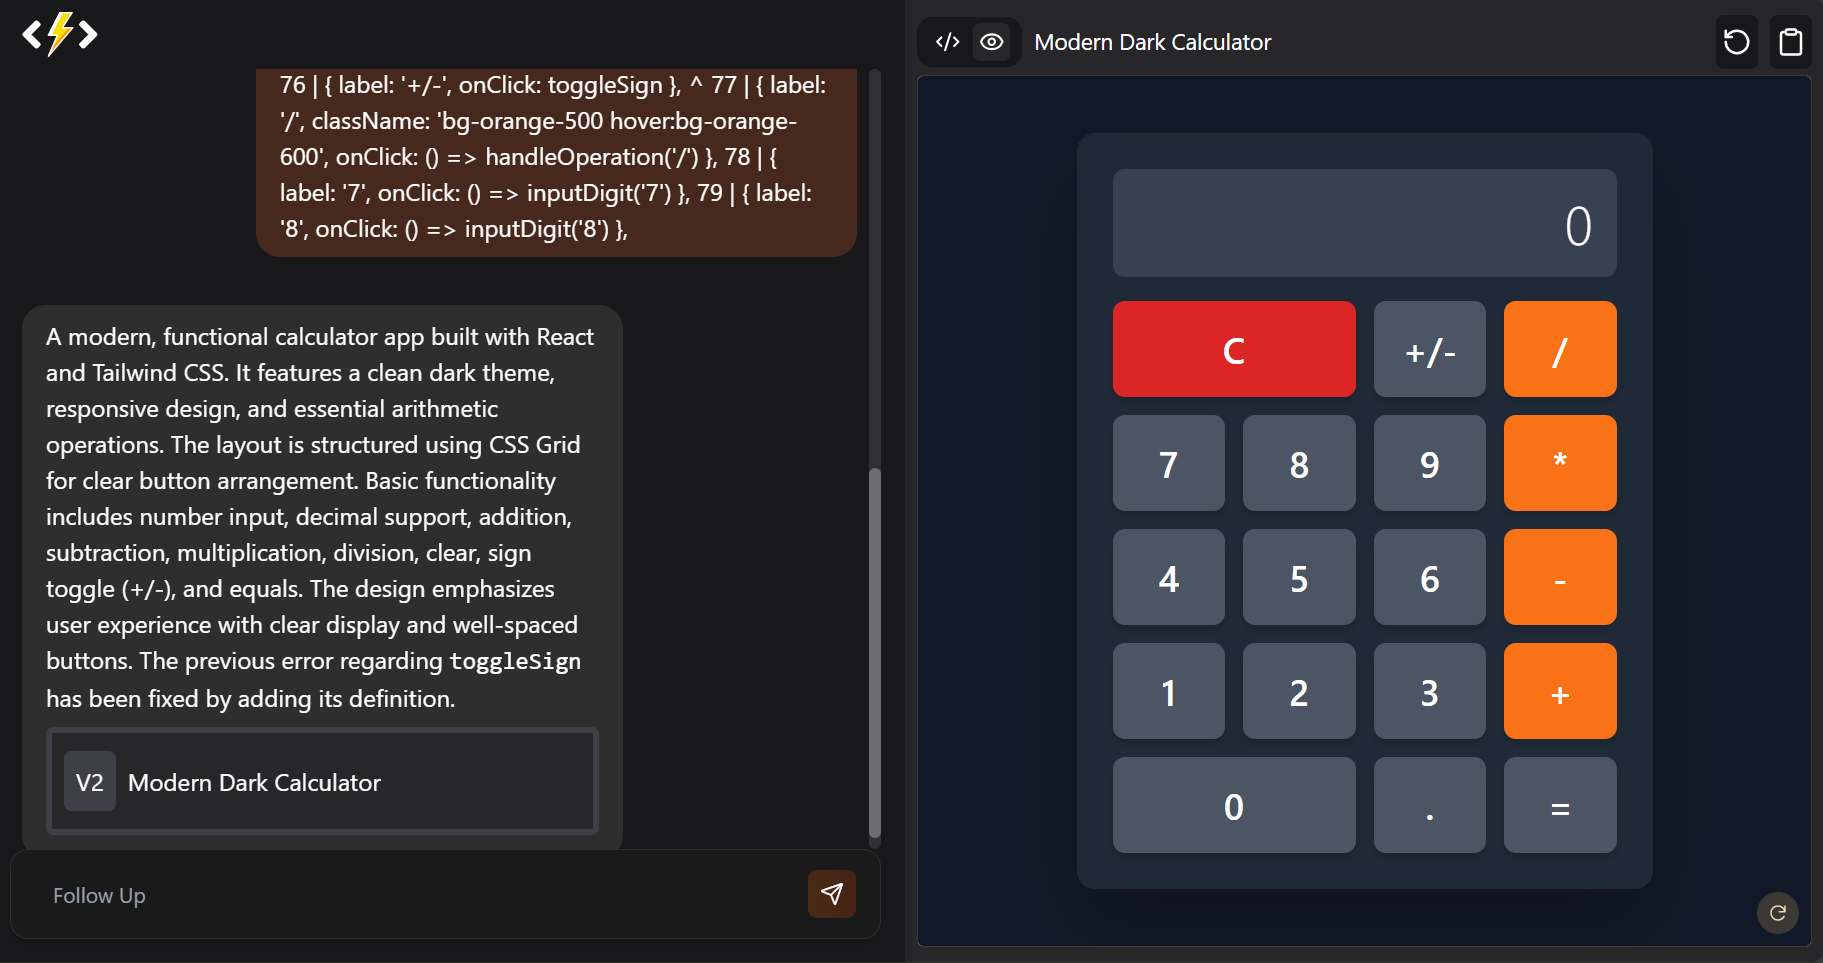 76 | { label: '+/-', onClick: toggleSign }, ^ 77 | { label:
'/', className: 'bg-orange-500 hover:bg-orange-
600', onClick: () => handleOperation('/') }, 78 | {
label: '7', onClick: () => inputDigit('7') }, 79 | { label:
'8', onClick: () => inputDigit('8') },
A modern, functional calculator app built with React
and Tailwind CSS. It features a clean dark theme,
responsive design, and essential arithmetic
operations. The layout is structured using CSS Grid
for clear button arrangement. Basic functionality
includes number input, decimal support, addition,
subtraction, multiplication, division, clear, sign
toggle (+/-), and equals. The design emphasizes
user experience with clear display and well-spaced
buttons. The previous error regarding toggleSign
has been fixed by adding its definition.
V2 Modern Dark Calculator
Follow Up
Modern Dark Calculator
0
C +/- /
7 8 9 *
4 5 6 -
1 2 3 +
0 . =